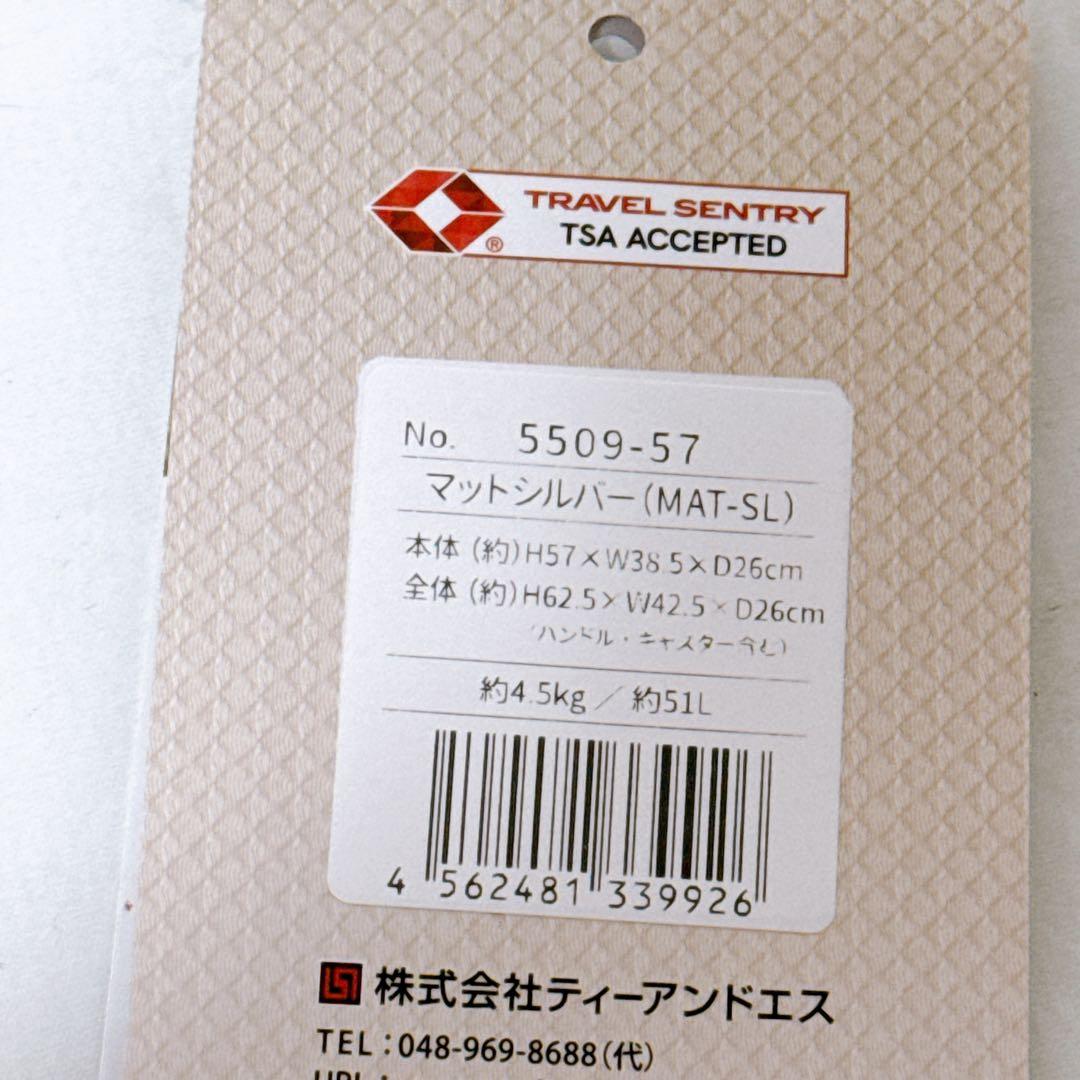 TRAVEL SENTRY
®
TSA ACCEPTED
No. 5509-57
マットシルバー(MAT-SL)
本体 (約)H57×W38.5×D26cm
全体 (約)H62.5×W42.5×D26cm
(ハンドル・キャスター含む)
約4.5kg／約51L
4 562481 339926
株式会社ティーアンドエス
TEL：048-969-8688(代)
URL：